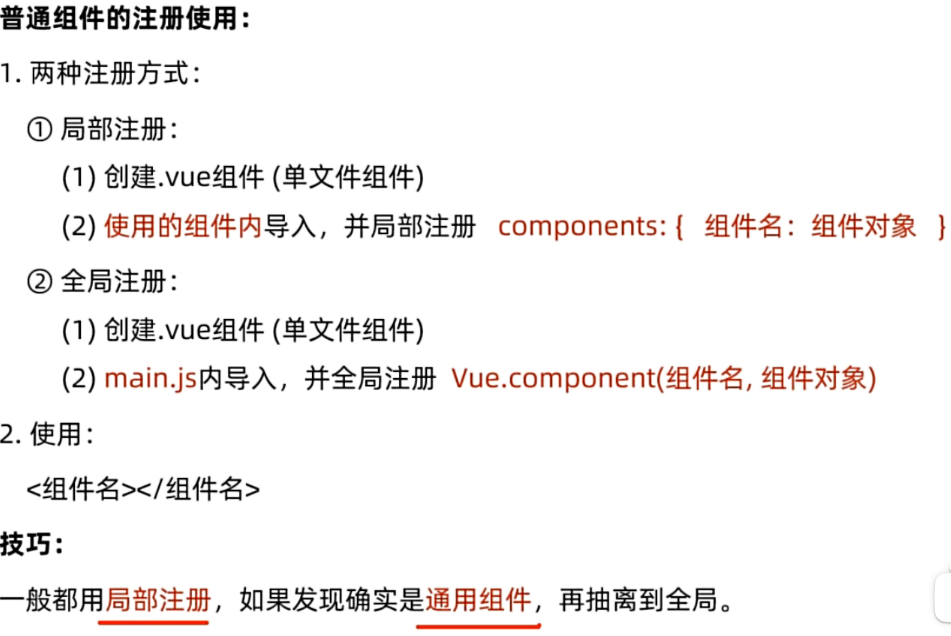 普通组件的注册使用：
1. 两种注册方式：
① 局部注册：
(1) 创建.vue组件 (单文件组件)
(2) 使用的组件内导入，并局部注册 components: { 组件名：组件对象 }
② 全局注册：
(1) 创建.vue组件 (单文件组件)
(2) main.js内导入，并全局注册 Vue.component(组件名, 组件对象)
2. 使用：
<组件名></组件名>
技巧：
一般都用局部注册，如果发现确实是通用组件，再抽离到全局。